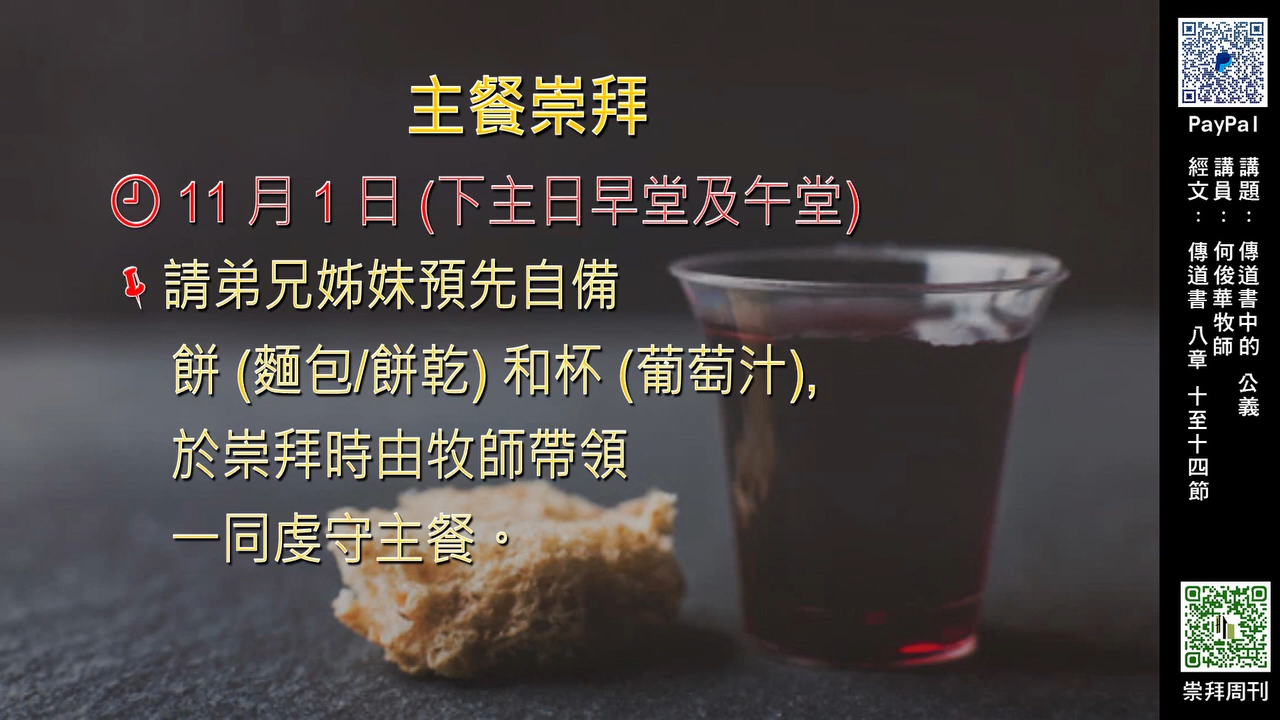 主餐崇拜
11 月 1 日 (下主日早堂及午堂)
請弟兄姊妹預先自備
餅 (麵包/餅乾) 和杯 (葡萄汁),
於崇拜時由牧師帶領
一同虔守主餐。
PayPal
講題： 傳道書中的 公義
講員： 何俊華牧師
經文： 傳道書 八章 十至十四節
崇拜周刊